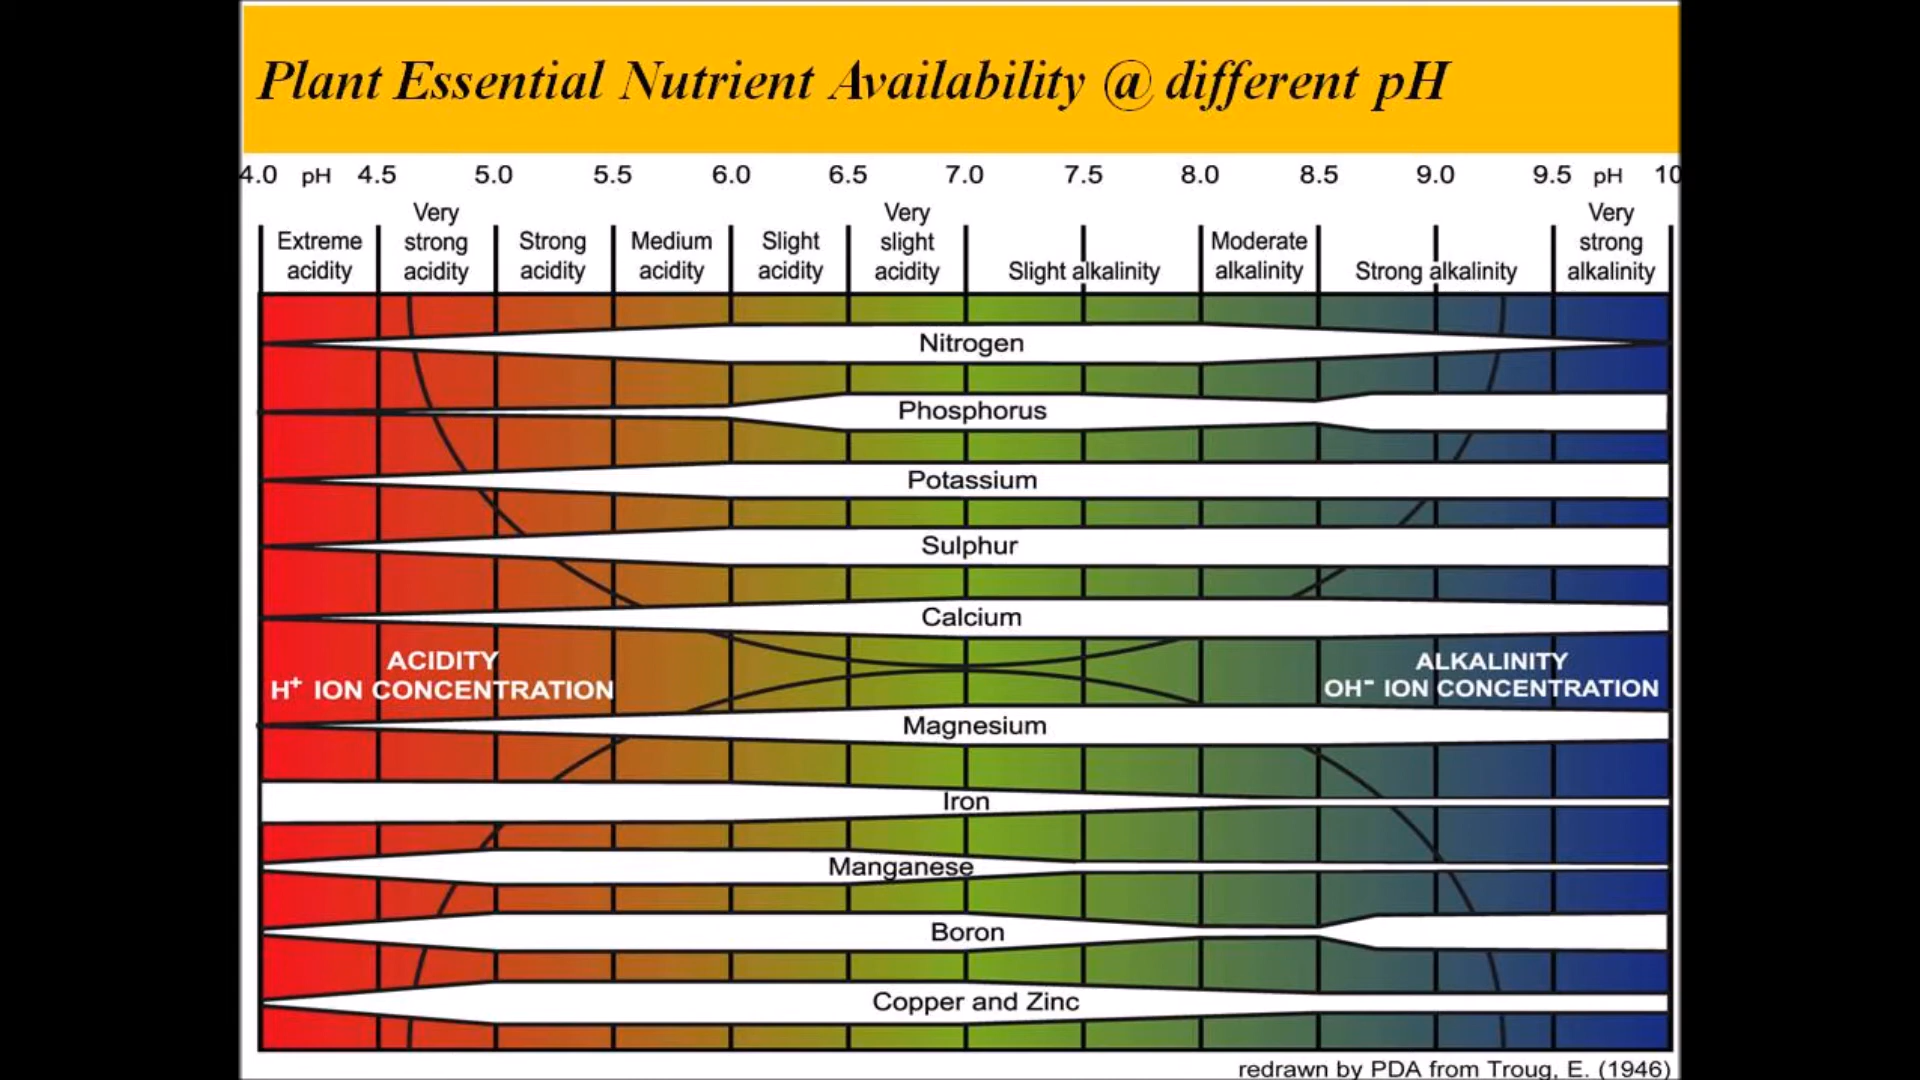 Plant Essential Nutrient Availability @ different pH
4.0 pH 4.5 5.0 5.5 6.0 6.5 7.0 7.5 8.0 8.5 9.0 9.5 pH 10
Extreme acidity
Very strong acidity
Strong acidity
Medium acidity
Slight acidity
Very slight acidity
Slight alkalinity
Moderate alkalinity
Strong alkalinity
Very strong alkalinity
Nitrogen
Phosphorus
Potassium
Sulphur
Calcium
ACIDITY
H⁺ ION CONCENTRATION
ALKALINITY
OH⁻ ION CONCENTRATION
Magnesium
Iron
Manganese
Boron
Copper and Zinc
redrawn by PDA from Troug, E. (1946)